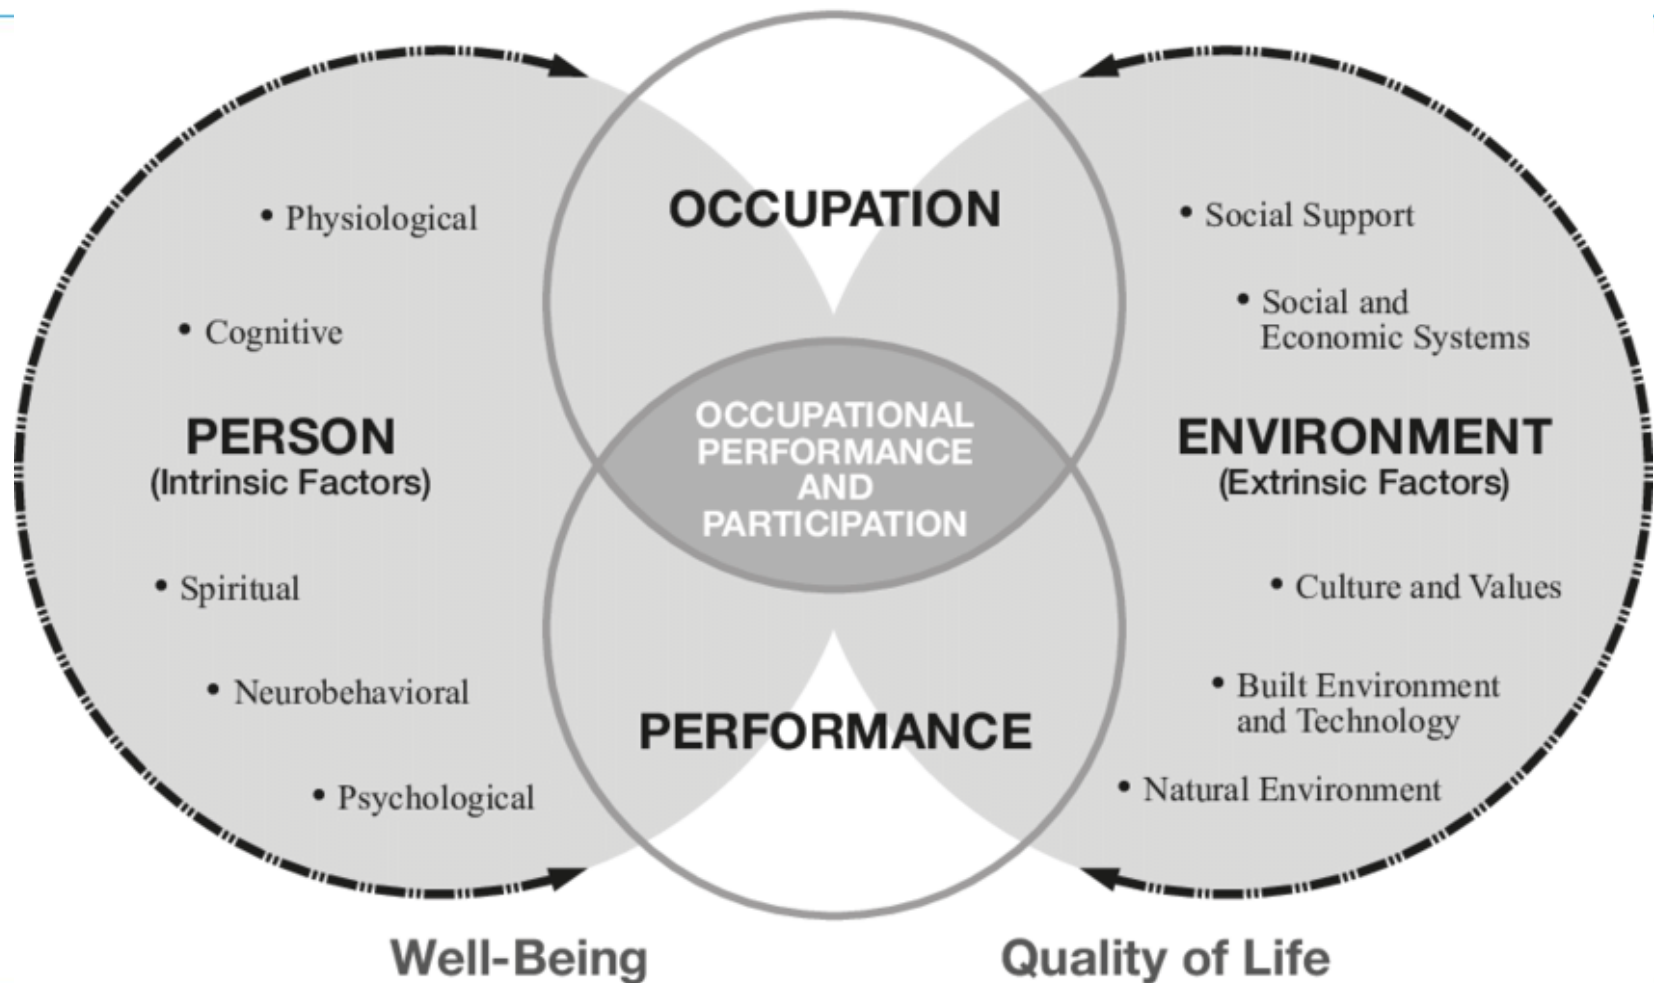 OCCUPATION
• Physiological
• Cognitive
PERSON
(Intrinsic Factors)
• Spiritual
• Neurobehavioral
• Psychological
OCCUPATIONAL
PERFORMANCE
AND
PARTICIPATION
• Social Support
• Social and
Economic Systems
ENVIRONMENT
(Extrinsic Factors)
• Culture and Values
• Built Environment
and Technology
• Natural Environment
PERFORMANCE
Well-Being
Quality of Life